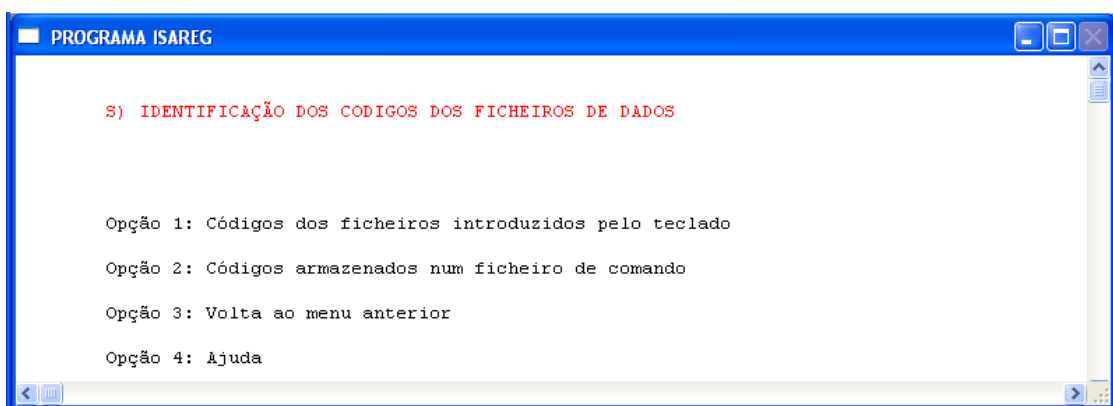 PROGRAMA ISAREG
S) IDENTIFICAÇÃO DOS CODIGOS DOS FICHEIROS DE DADOS
Opção 1: Códigos dos ficheiros introduzidos pelo teclado
Opção 2: Códigos armazenados num ficheiro de comando
Opção 3: Volta ao menu anterior
Opção 4: Ajuda